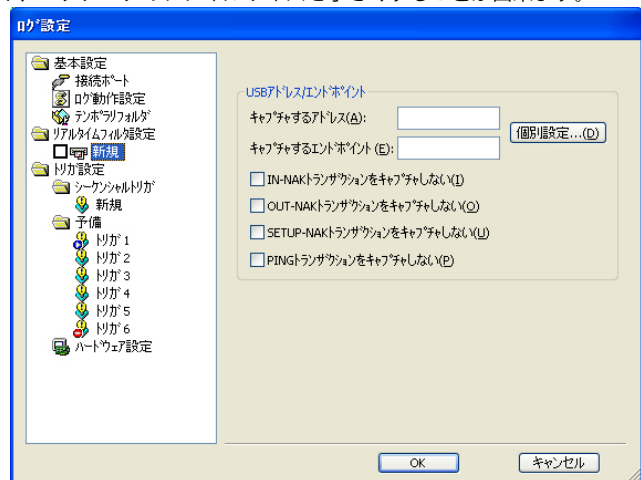 ﾛｸﾞ設定
基本設定
接続ﾎﾟｰﾄ
ﾛｸﾞ動作設定
ﾃﾝﾎﾟﾗﾘﾌｫﾙﾀﾞ
ﾘｱﾙﾀｲﾑﾌｨﾙﾀ設定
新規
ﾄﾘｶﾞ設定
ｼｰｹﾝｼｬﾙﾄﾘｶﾞ
新規
予備
ﾄﾘｶﾞ1
ﾄﾘｶﾞ2
ﾄﾘｶﾞ3
ﾄﾘｶﾞ4
ﾄﾘｶﾞ5
ﾄﾘｶﾞ6
ﾊｰﾄﾞｳｪｱ設定
USBｱﾄﾞﾚｽ/ｴﾝﾄﾞﾎﾟｲﾝﾄ
ｷｬﾌﾟﾁｬするｱﾄﾞﾚｽ(A):
ｷｬﾌﾟﾁｬするｴﾝﾄﾞﾎﾟｲﾝﾄ(E):
個別設定...(D)
IN-NAKﾄﾗﾝｻﾞｸｼｮﾝをｷｬﾌﾟﾁｬしない(I)
OUT-NAKﾄﾗﾝｻﾞｸｼｮﾝをｷｬﾌﾟﾁｬしない(O)
SETUP-NAKﾄﾗﾝｻﾞｸｼｮﾝをｷｬﾌﾟﾁｬしない(U)
PINGﾄﾗﾝｻﾞｸｼｮﾝをｷｬﾌﾟﾁｬしない(P)
OK
キャンセル